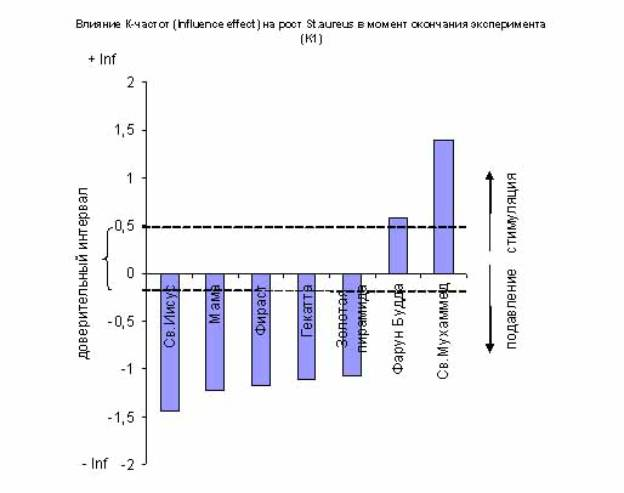 Влияние К-частот (Influence effect) на рост St.aureus в момент окончания эксперимента
(К1)
+ Inf
2
1,5
1
0,5
0
-0,5
-1
-1,5
-2
- Inf
доверительный интервал
Св.Иисус
Мама
Фираст
Гекатта
Золотая
пирамида
Фарун Будда
Св.Мухаммед
стимуляция
подавление